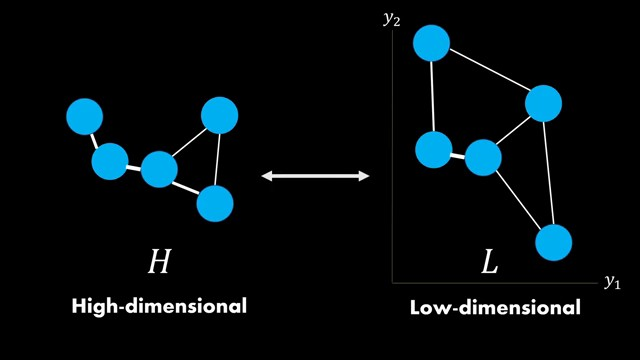 y₂
H
L
y₁
High-dimensional
Low-dimensional